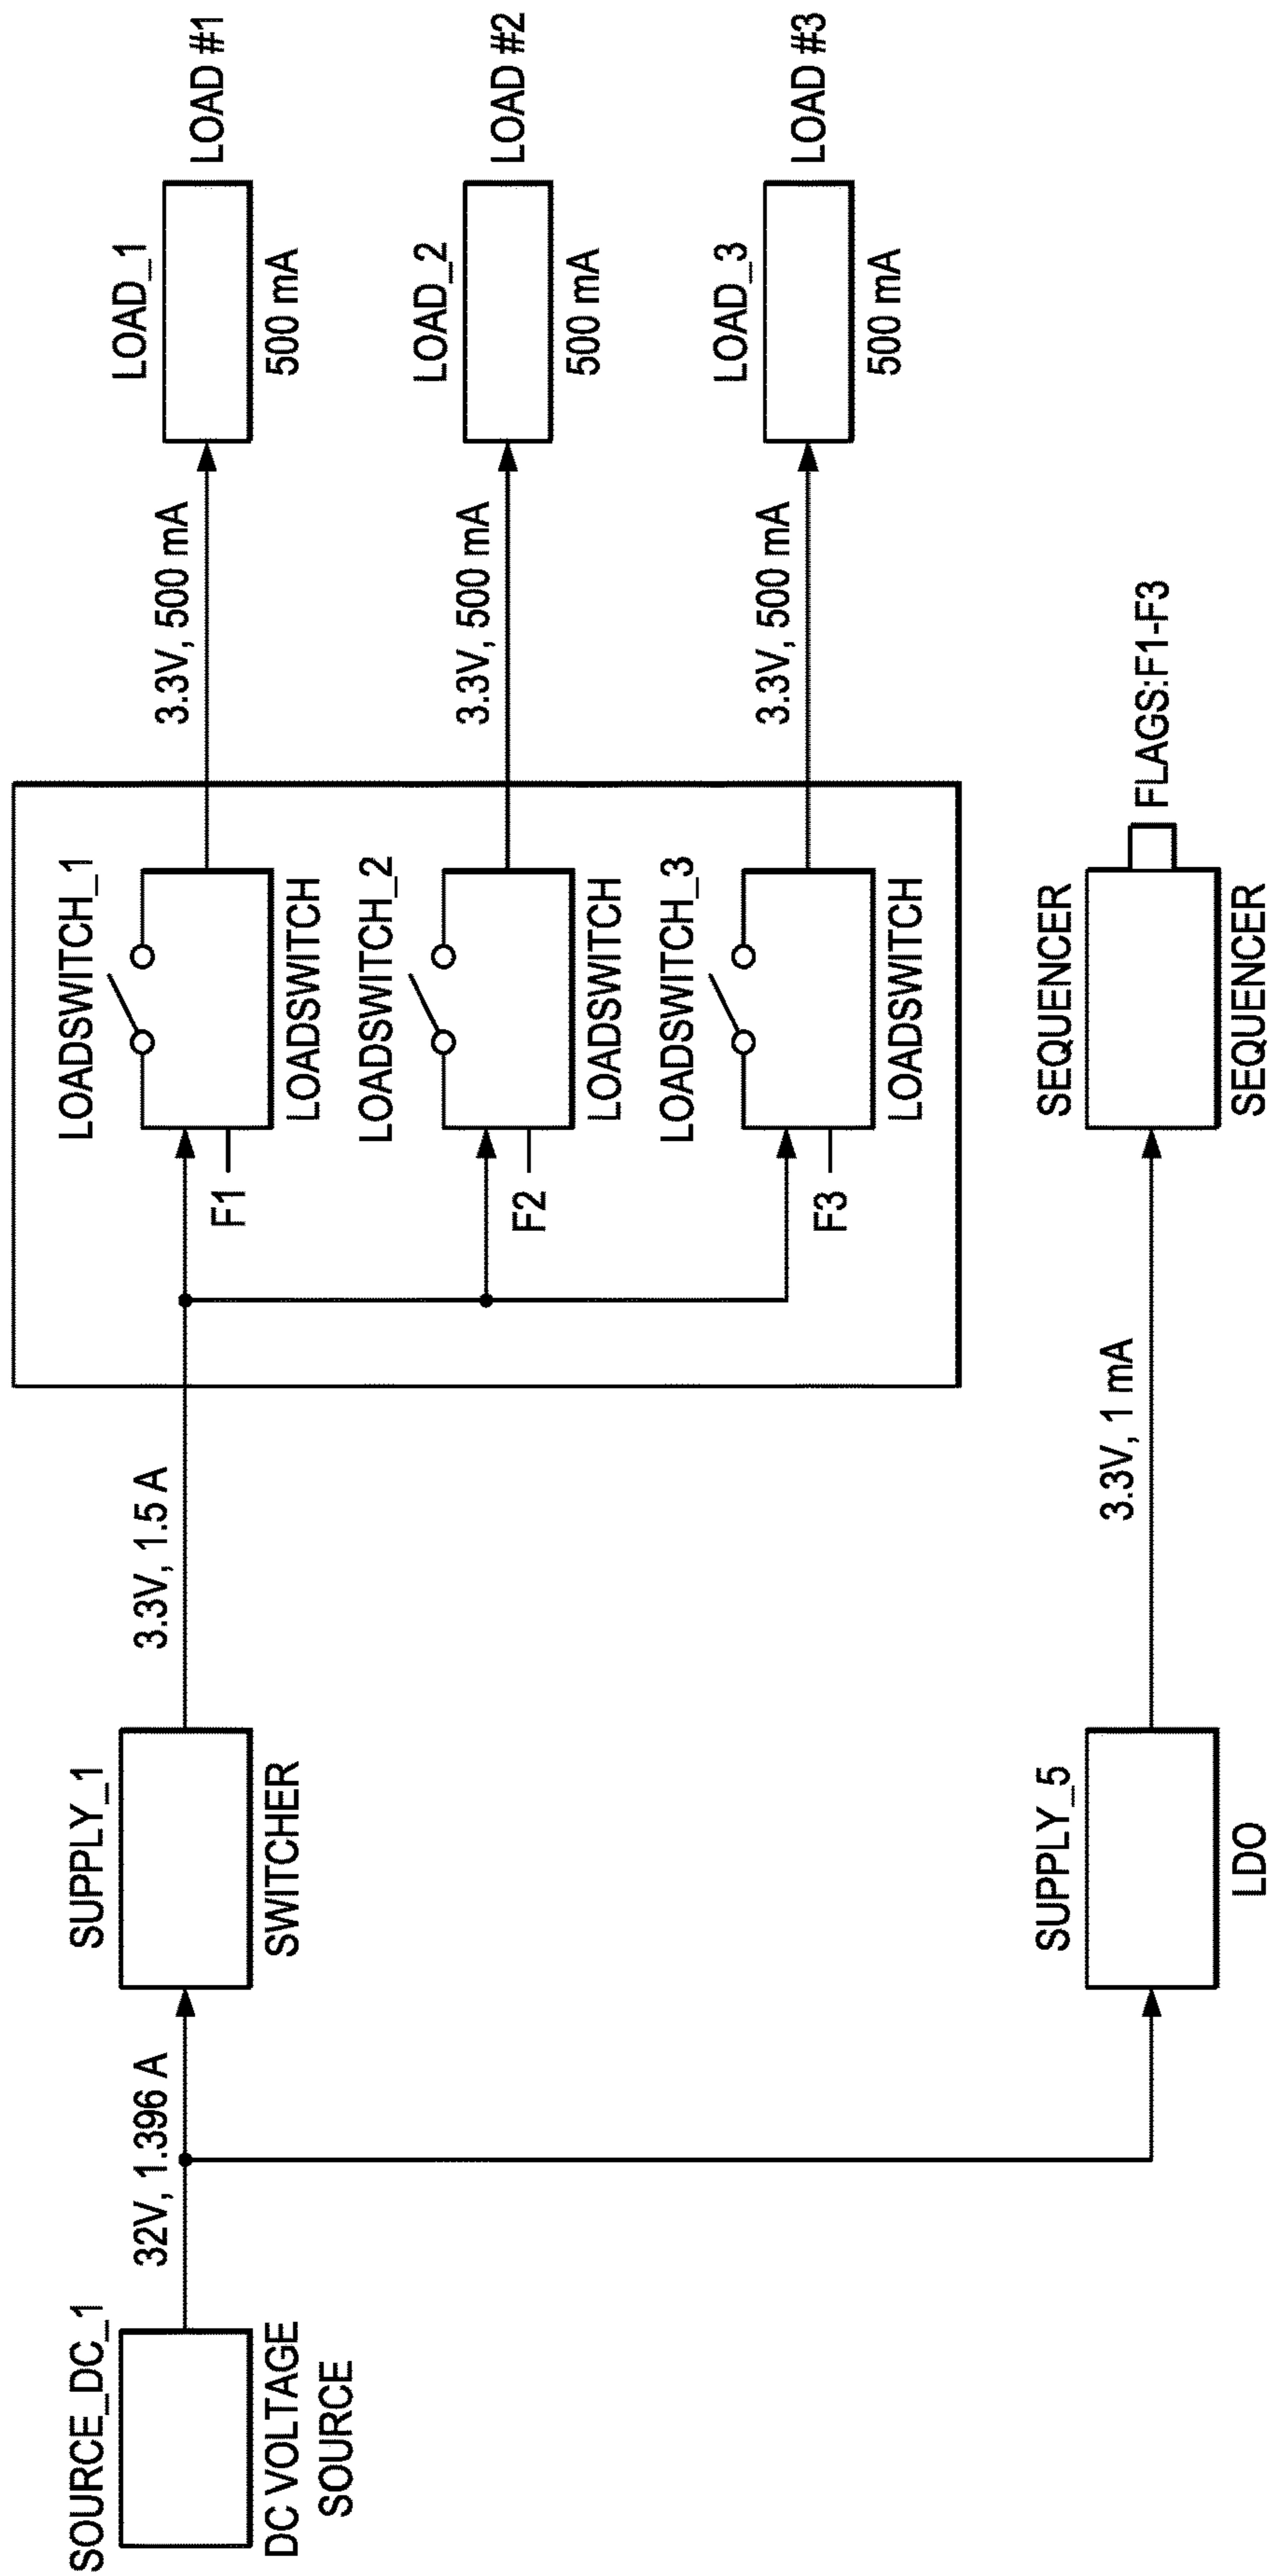 SOURCE_DC_1
DC VOLTAGE
SOURCE
32V, 1.396 A
SUPPLY_1
SWITCHER
3.3V, 1.5 A
LOADSWITCH_1
F1
LOADSWITCH
3.3V, 500 mA
LOAD_1
500 mA
LOAD #1
LOADSWITCH_2
F2
LOADSWITCH
3.3V, 500 mA
LOAD_2
500 mA
LOAD #2
LOADSWITCH_3
F3
LOADSWITCH
3.3V, 500 mA
LOAD_3
500 mA
LOAD #3
SUPPLY_5
LDO
3.3V, 1 mA
SEQUENCER
SEQUENCER
FLAGS:F1-F3